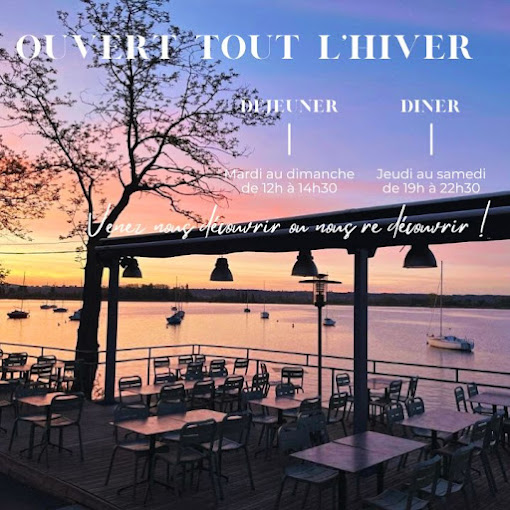 OUVERT TOUT L'HIVER
DEJEUNER
Mardi au dimanche
de 12h à 14h30
DINER
Jeudi au samedi
de 19h à 22h30
Venez nous découvrir ou nous re découvrir !